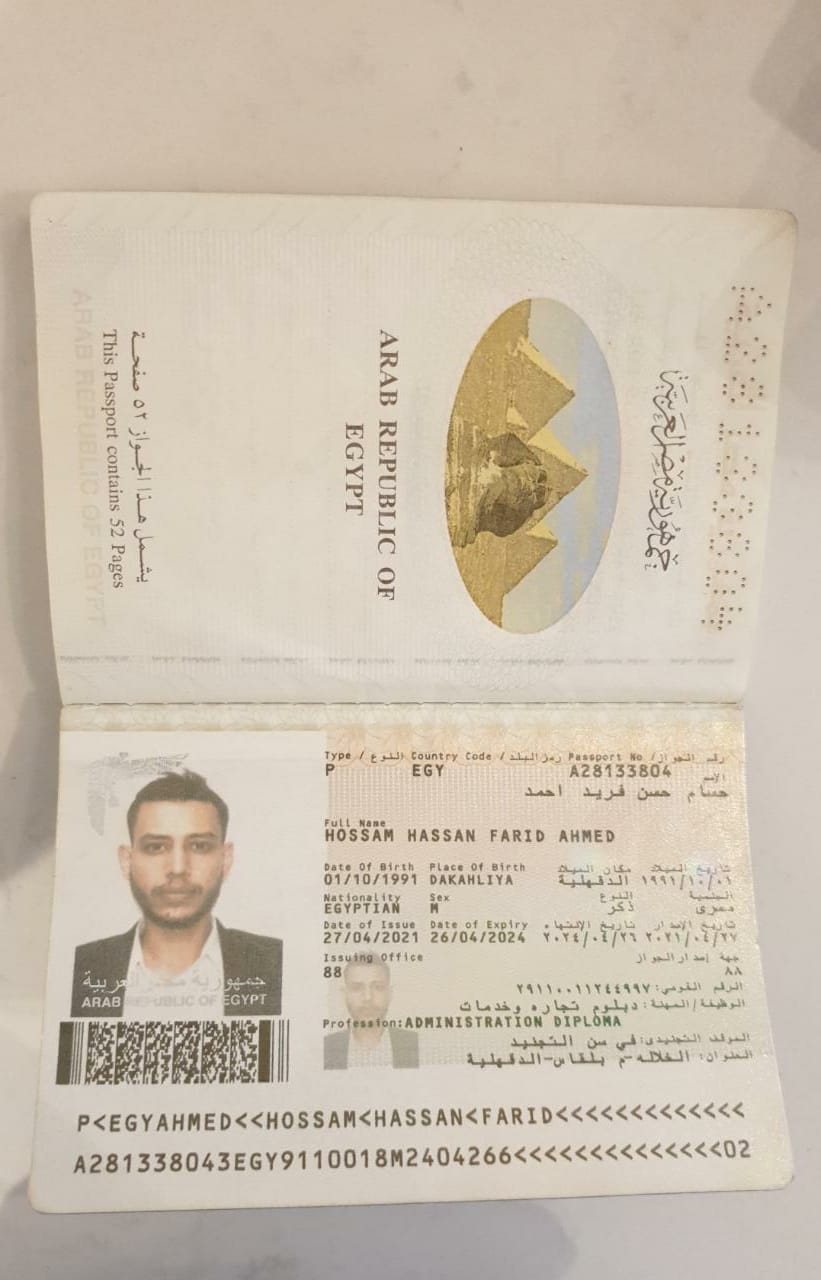 جمهورية مصر العربية
ARAB REPUBLIC OF
EGYPT
يشمل هذا الجواز ٥٢ صفحة
This Passport contains 52 Pages
ARAB REPUBLIC OF EGYPT
Type / النوع Country Code / رمز البلد Passport No / رقم الجواز
P EGY A28133804
الاسم
حسام حسن فريد احمد
Full Name
HOSSAM HASSAN FARID AHMED
Date Of Birth Place Of Birth مكان الميلاد تاريخ الميلاد
01/10/1991 DAKAHLIYA الدقهلية ١٩٩١/١٠/٠١
Nationality Sex النوع الجنسية
EGYPTIAN M ذكر مصرى
Date of Issue Date of Expiry تاريخ الإنتهاء تاريخ الإصدار
27/04/2021 26/04/2024 ٢٠٢٤/٠٤/٢٦ ٢٠٢١/٠٤/٢٧
Issuing Office جهة إصدار الجواز
88 ٨٨
الرقم القومى: ٢٩١١٠٠١١٢٤٤٩٩٧
الوظيفة/المهنة: دبلوم تجاره وخدمات
Profession:ADMINISTRATION DIPLOMA
الموقف التجنيدى: في سن التجنيد
العنوان: الخلاله-م بلقاس-الدقهلية
جمهورية مصر العربية
ARAB REPUBLIC OF EGYPT
P<EGYAHMED<<HOSSAM<HASSAN<FARID<<<<<<<<<<<<<
A281338043EGY9110018M2404266<<<<<<<<<<<<<<02